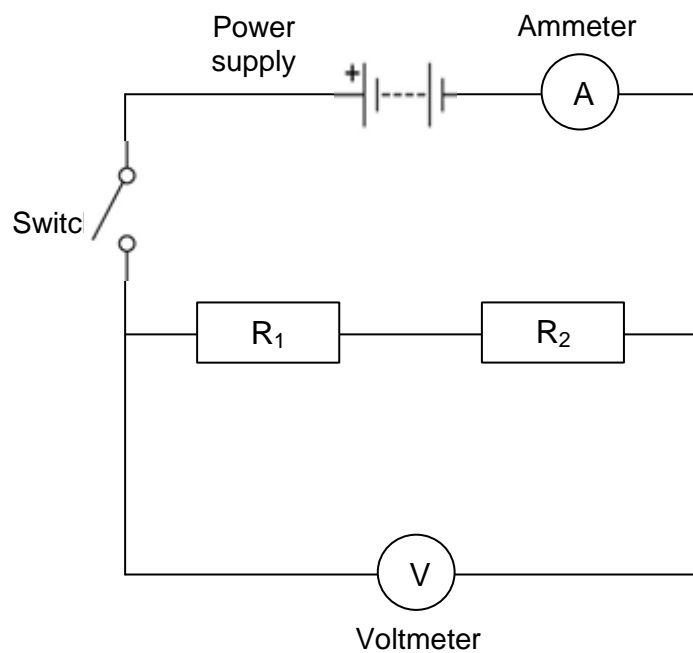 Power
supply
Ammeter
+
A
Switc
R₁
R₂
V
Voltmeter